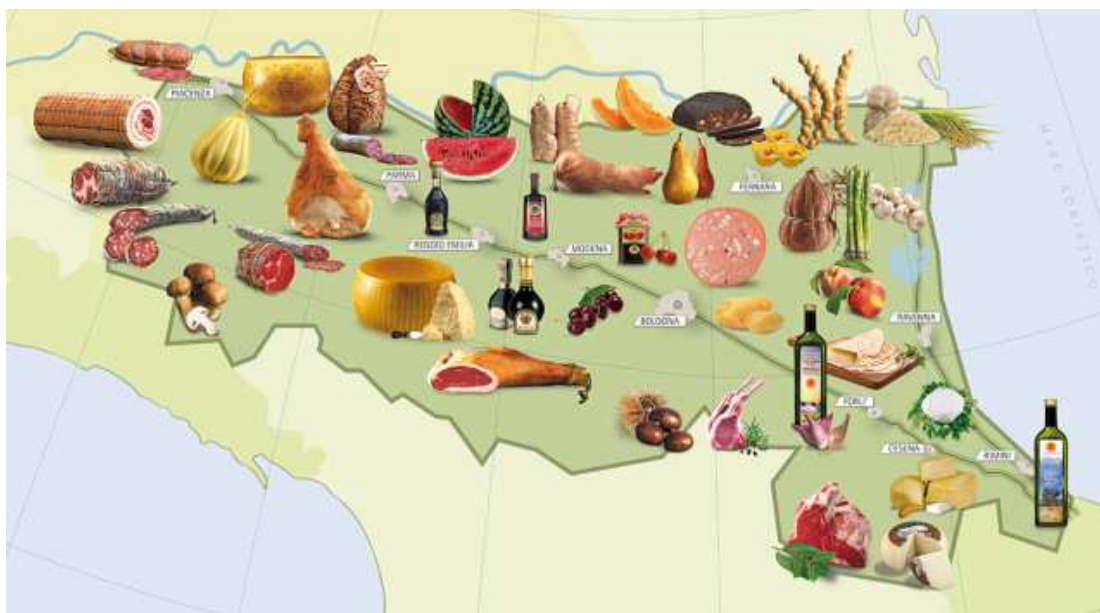 PIACENZA
PARMA
REGGIO EMILIA
MODENA
FERRARA
BOLOGNA
RAVENNA
FORLI'
CESENA
RIMINI
MARE ADRIATICO